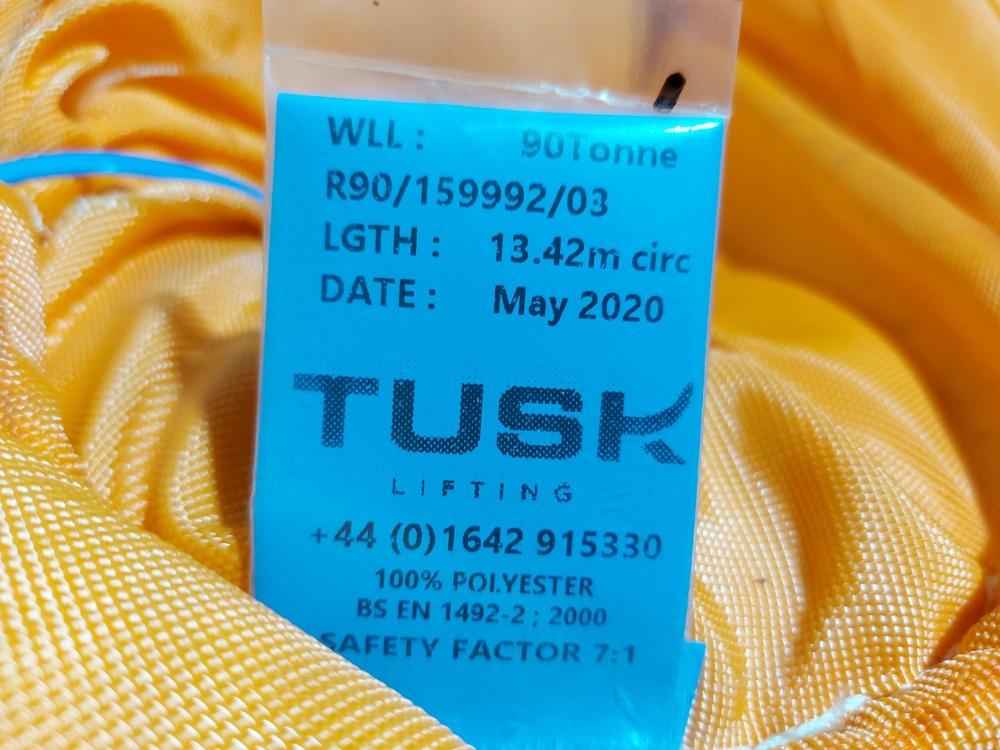 WLL : 90Tonne
R90/159992/03
LGTH : 13.42m circ
DATE : May 2020
TUSK
LIFTING
+44 (0)1642 915330
100% POLYESTER
BS EN 1492-2 ; 2000
SAFETY FACTOR 7:1